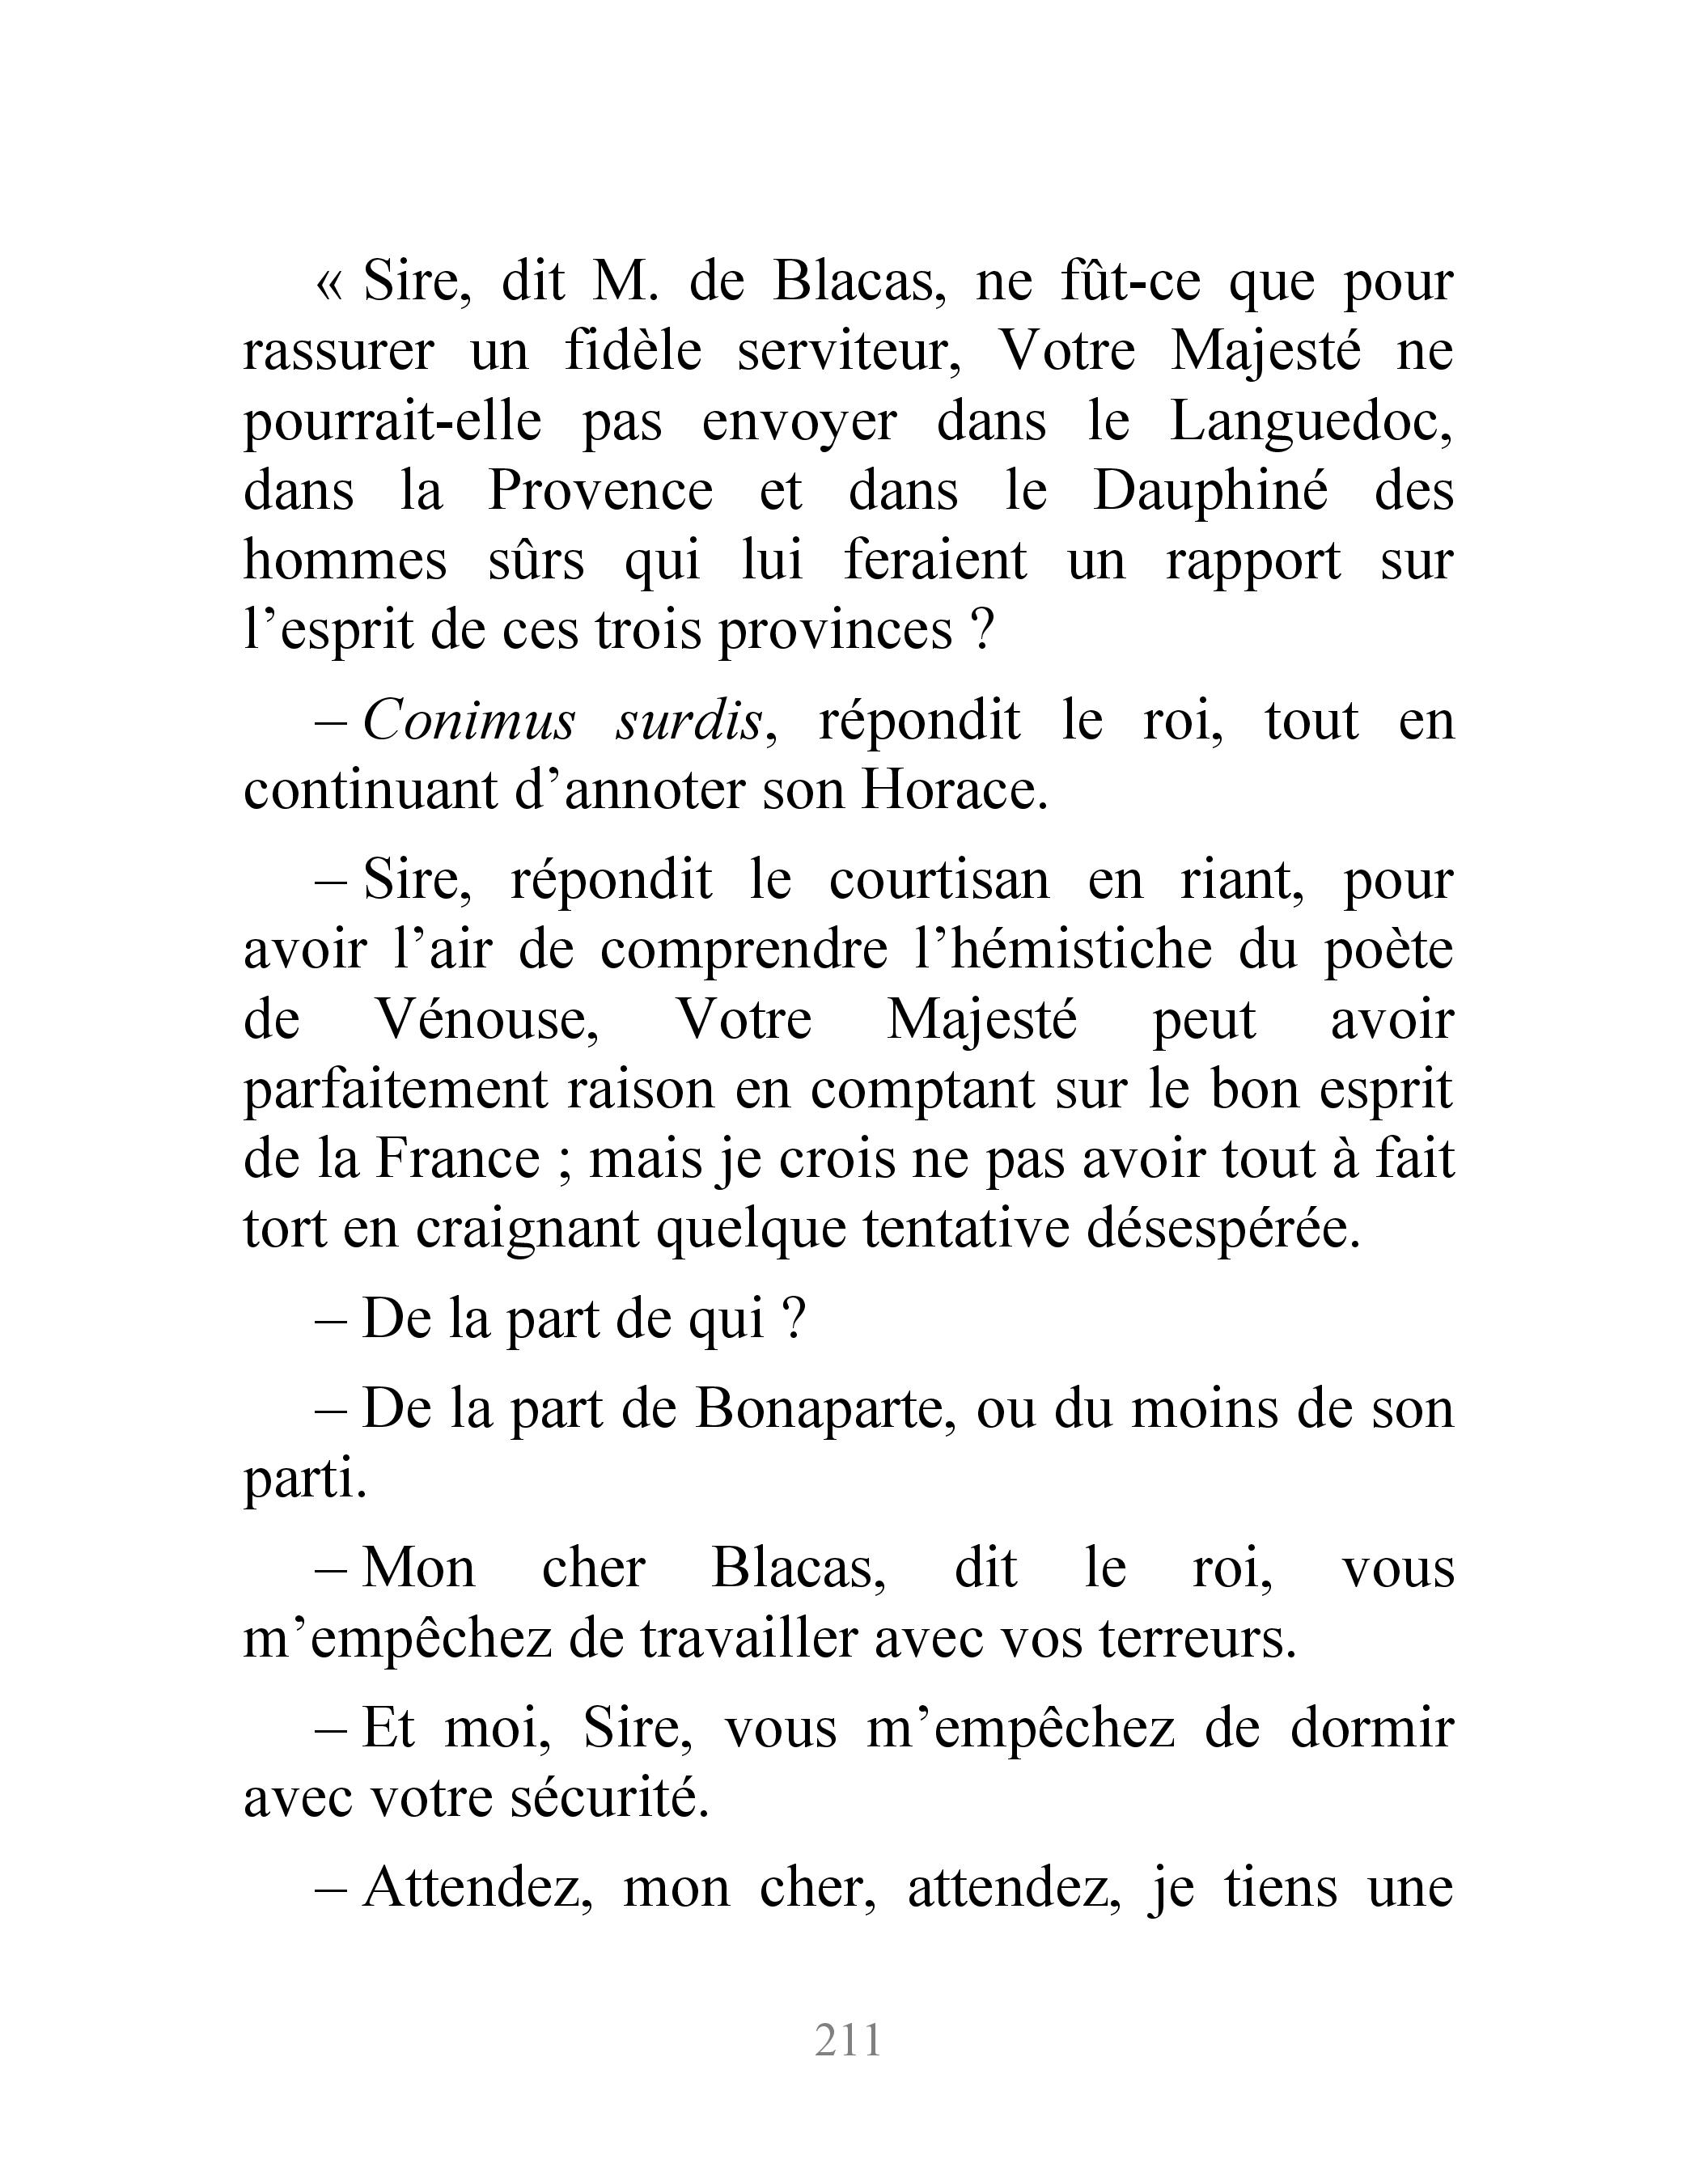 « Sire, dit M. de Blacas, ne fût-ce que pour
rassurer un fidèle serviteur, Votre Majesté ne
pourrait-elle pas envoyer dans le Languedoc,
dans la Provence et dans le Dauphiné des
hommes sûrs qui lui feraient un rapport sur
l’esprit de ces trois provinces ?
– Conimus surdis, répondit le roi, tout en
continuant d’annoter son Horace.
– Sire, répondit le courtisan en riant, pour
avoir l’air de comprendre l’hémistiche du poète
de Vénouse, Votre Majesté peut avoir
parfaitement raison en comptant sur le bon esprit
de la France ; mais je crois ne pas avoir tout à fait
tort en craignant quelque tentative désespérée.
– De la part de qui ?
– De la part de Bonaparte, ou du moins de son
parti.
– Mon cher Blacas, dit le roi, vous
m’empêchez de travailler avec vos terreurs.
– Et moi, Sire, vous m’empêchez de dormir
avec votre sécurité.
– Attendez, mon cher, attendez, je tiens une
211